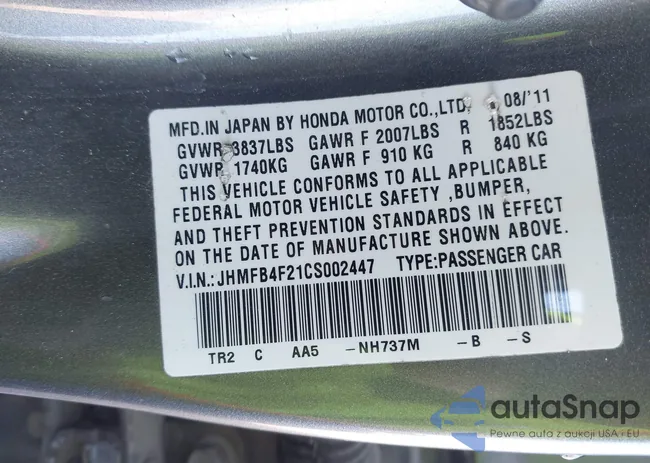 MFD.IN JAPAN BY HONDA MOTOR CO.,LTD. 08/'11
GVWR 3837LBS GAWR F 2007LBS R 1852LBS
GVWR 1740KG GAWR F 910 KG R 840 KG
THIS VEHICLE CONFORMS TO ALL APPLICABLE
FEDERAL MOTOR VEHICLE SAFETY ,BUMPER,
AND THEFT PREVENTION STANDARDS IN EFFECT
ON THE DATE OF MANUFACTURE SHOWN ABOVE.
V.I.N.: JHMFB4F21CS002447 TYPE:PASSENGER CAR
TR2 C AA5 -NH737M -B -S
autaSnap
Pewne auta z aukcji USA i EU